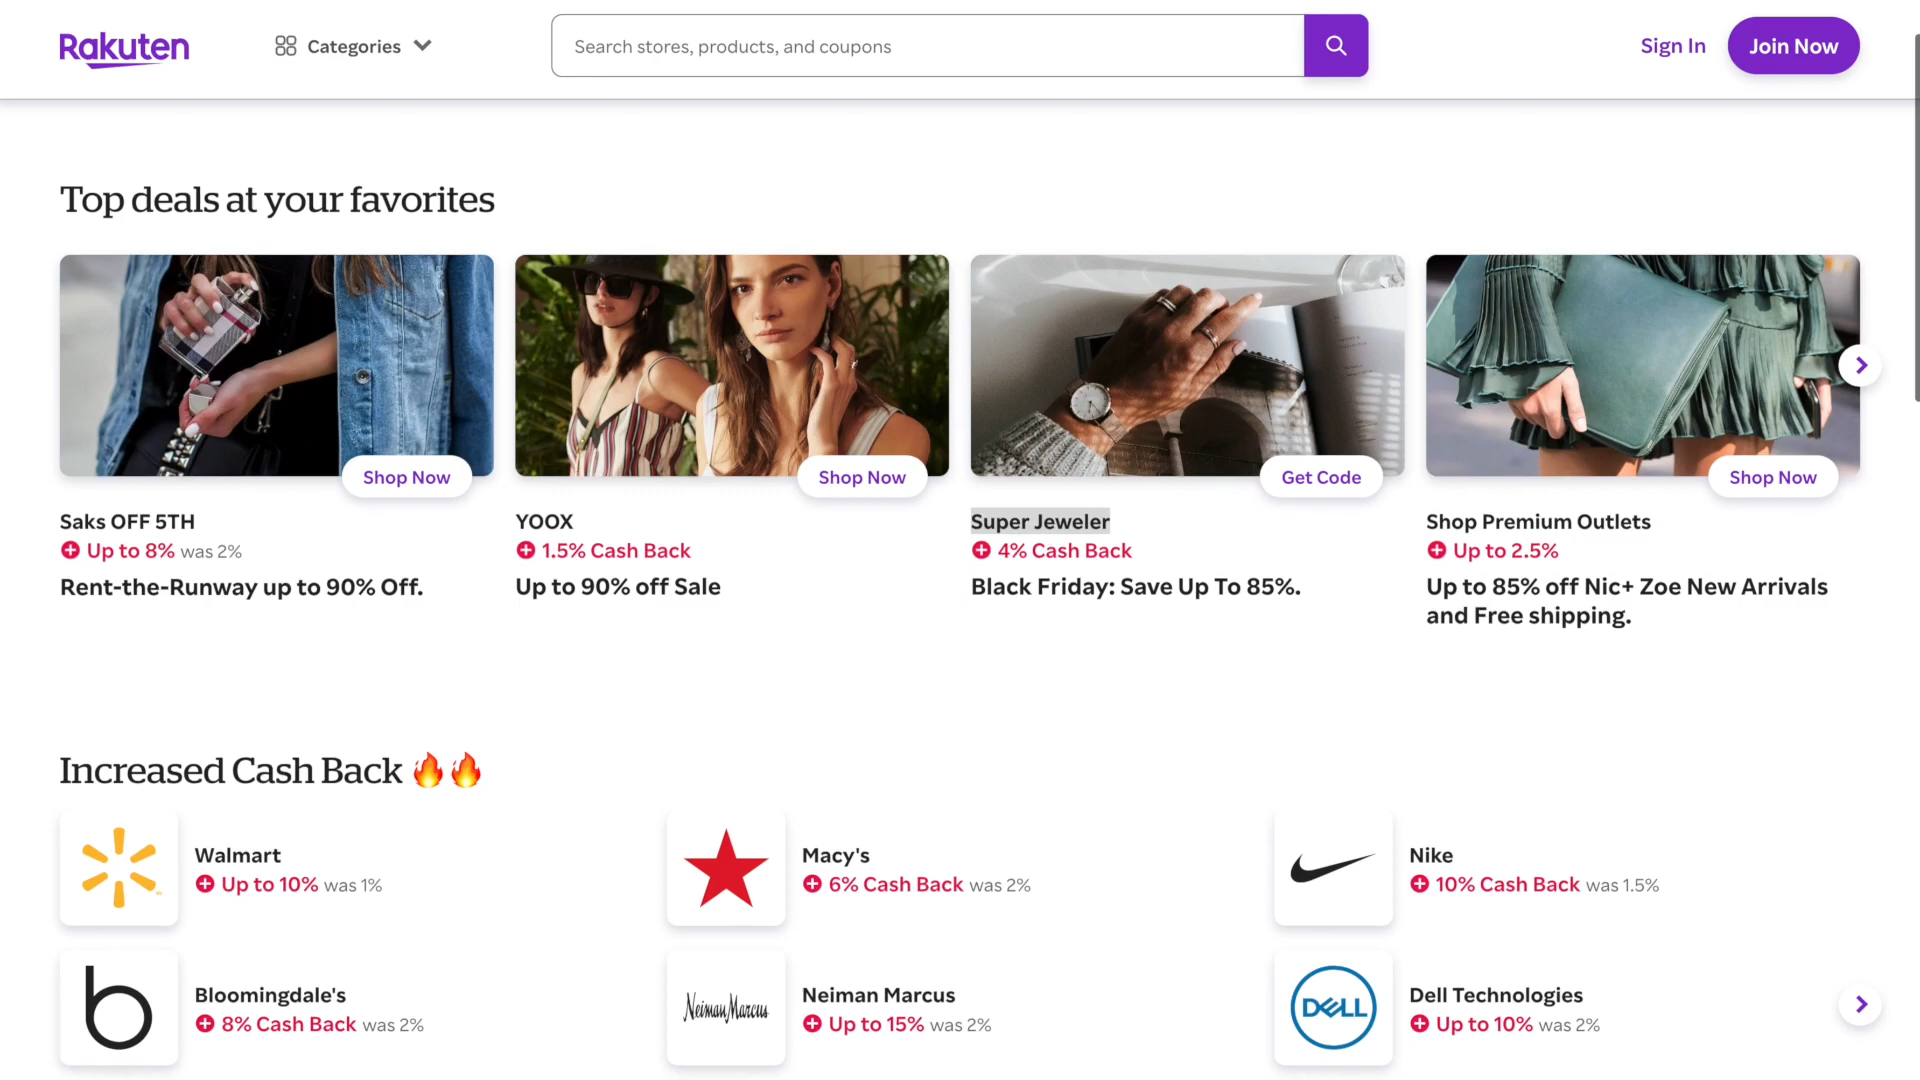 Rakuten
Categories
Search stores, products, and coupons
Sign In
Join Now
Top deals at your favorites
Shop Now
Shop Now
Get Code
Shop Now
Saks OFF 5TH
Up to 8% was 2%
Rent-the-Runway up to 90% Off.
YOOX
1.5% Cash Back
Up to 90% off Sale
Super Jeweler
4% Cash Back
Black Friday: Save Up To 85%.
Shop Premium Outlets
Up to 2.5%
Up to 85% off Nic+ Zoe New Arrivals
and Free shipping.
Increased Cash Back 🔥🔥
Walmart
Up to 10% was 1%
Macy's
6% Cash Back was 2%
Nike
10% Cash Back was 1.5%
b
Bloomingdale's
8% Cash Back was 2%
Neiman Marcus
Neiman Marcus
Up to 15% was 2%
DELL
Dell Technologies
Up to 10% was 2%